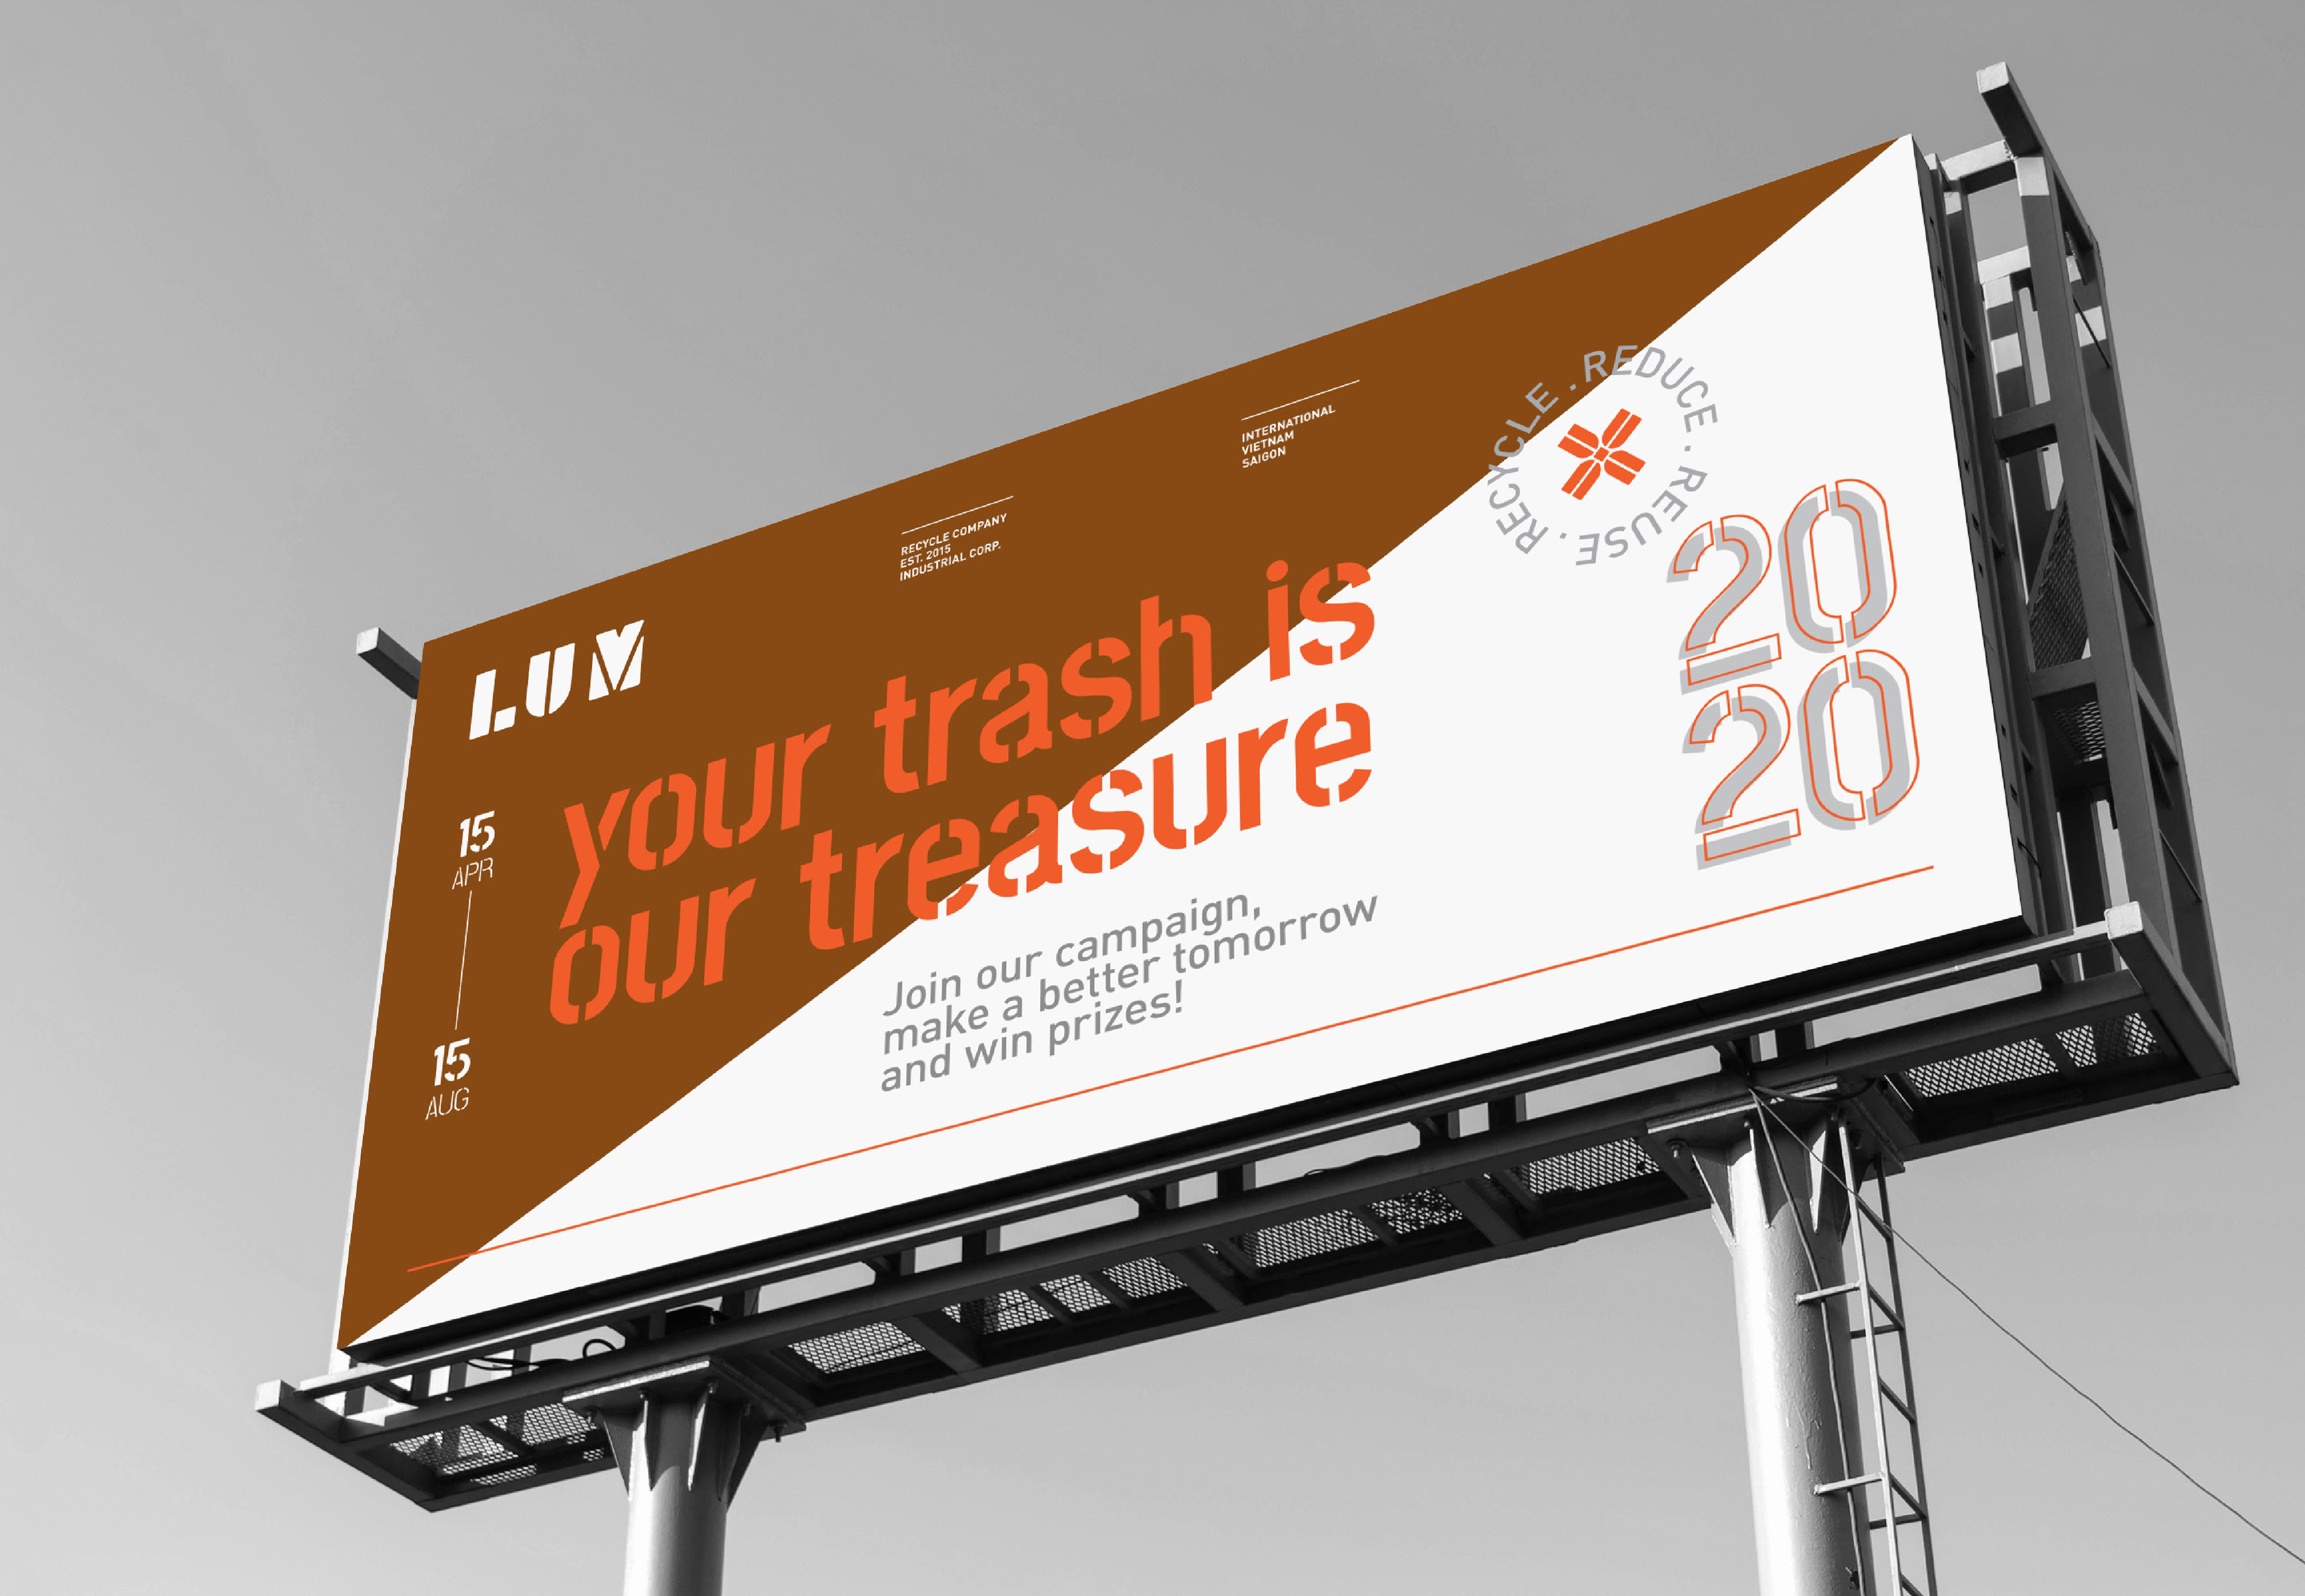 LUM
RECYCLE COMPANY
EST. 2015
INDUSTRIAL CORP.
INTERNATIONAL
VIETNAM
SAIGON
REDUCE . REUSE . RECYCLE .
15
APR
15
AUG
your trash is
our treasure
Join our campaign,
make a better tomorrow
and win prizes!
20
20